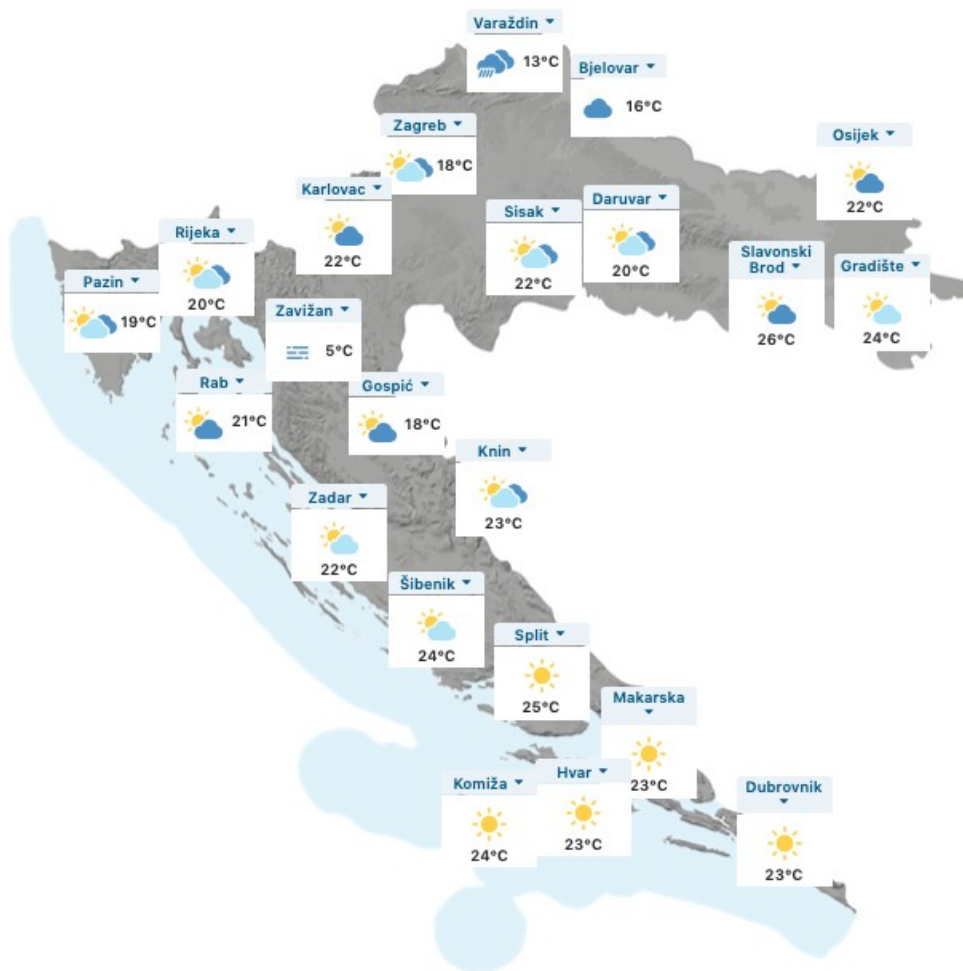 Varaždin
13°C
Bjelovar
16°C
Zagreb
18°C
Osijek
22°C
Karlovac
22°C
Sisak
22°C
Daruvar
20°C
Rijeka
20°C
Slavonski
Brod
26°C
Gradište
24°C
Pazin
19°C
Zavižan
5°C
Rab
21°C
Gospić
18°C
Knin
23°C
Zadar
22°C
Šibenik
24°C
Split
25°C
Makarska
23°C
Komiža
24°C
Hvar
23°C
Dubrovnik
23°C